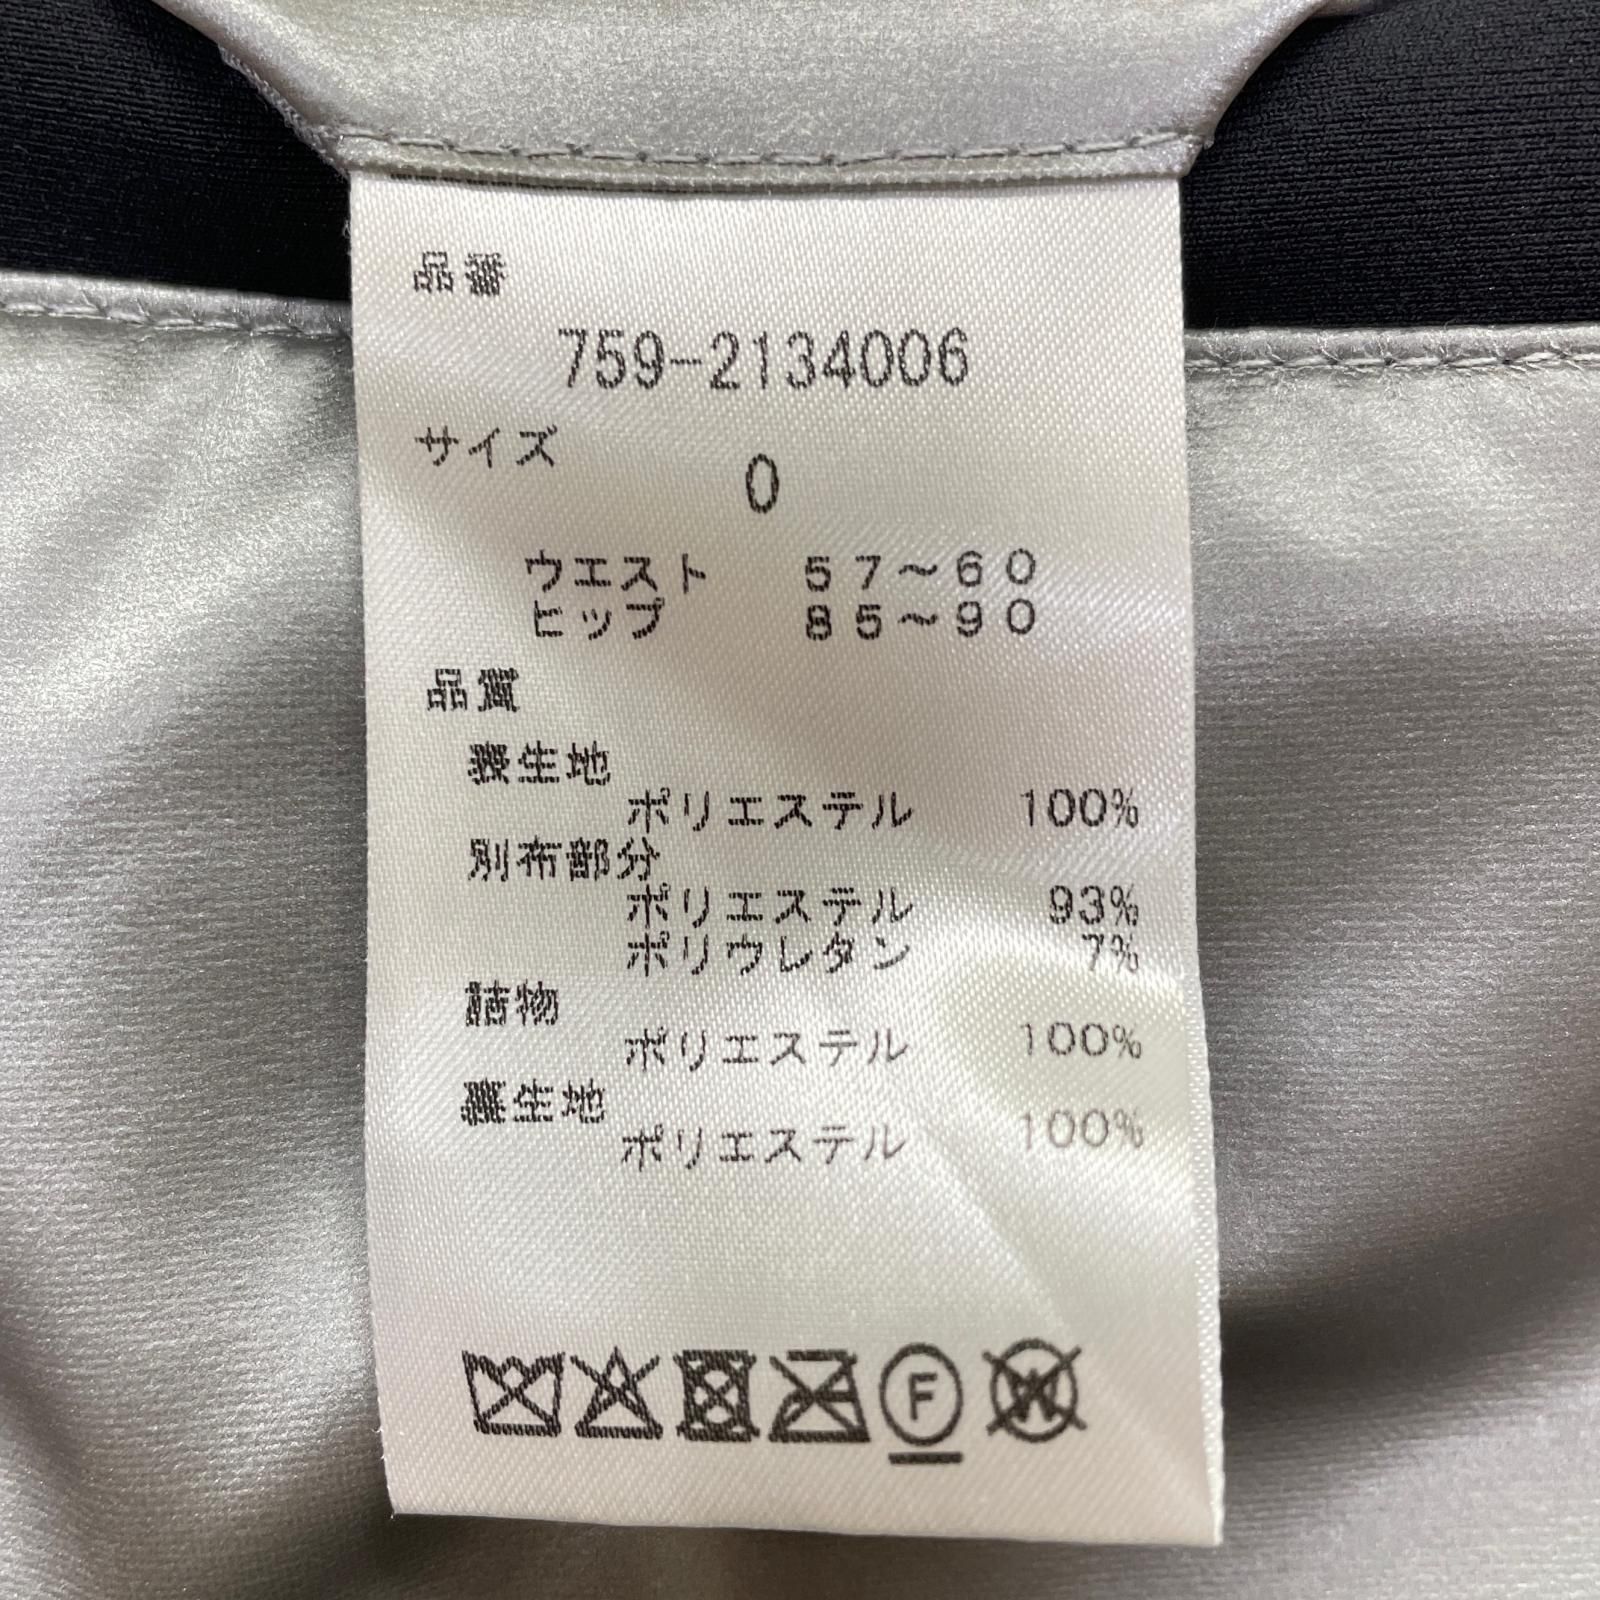 品番
759-2134006
サイズ
0
ウエスト 57~60
ヒップ 85~90
品質
表生地
ポリエステル 100%
別布部分
ポリエステル 93%
ポリウレタン 7%
詰物
ポリエステル 100%
裏生地
ポリエステル 100%
F W